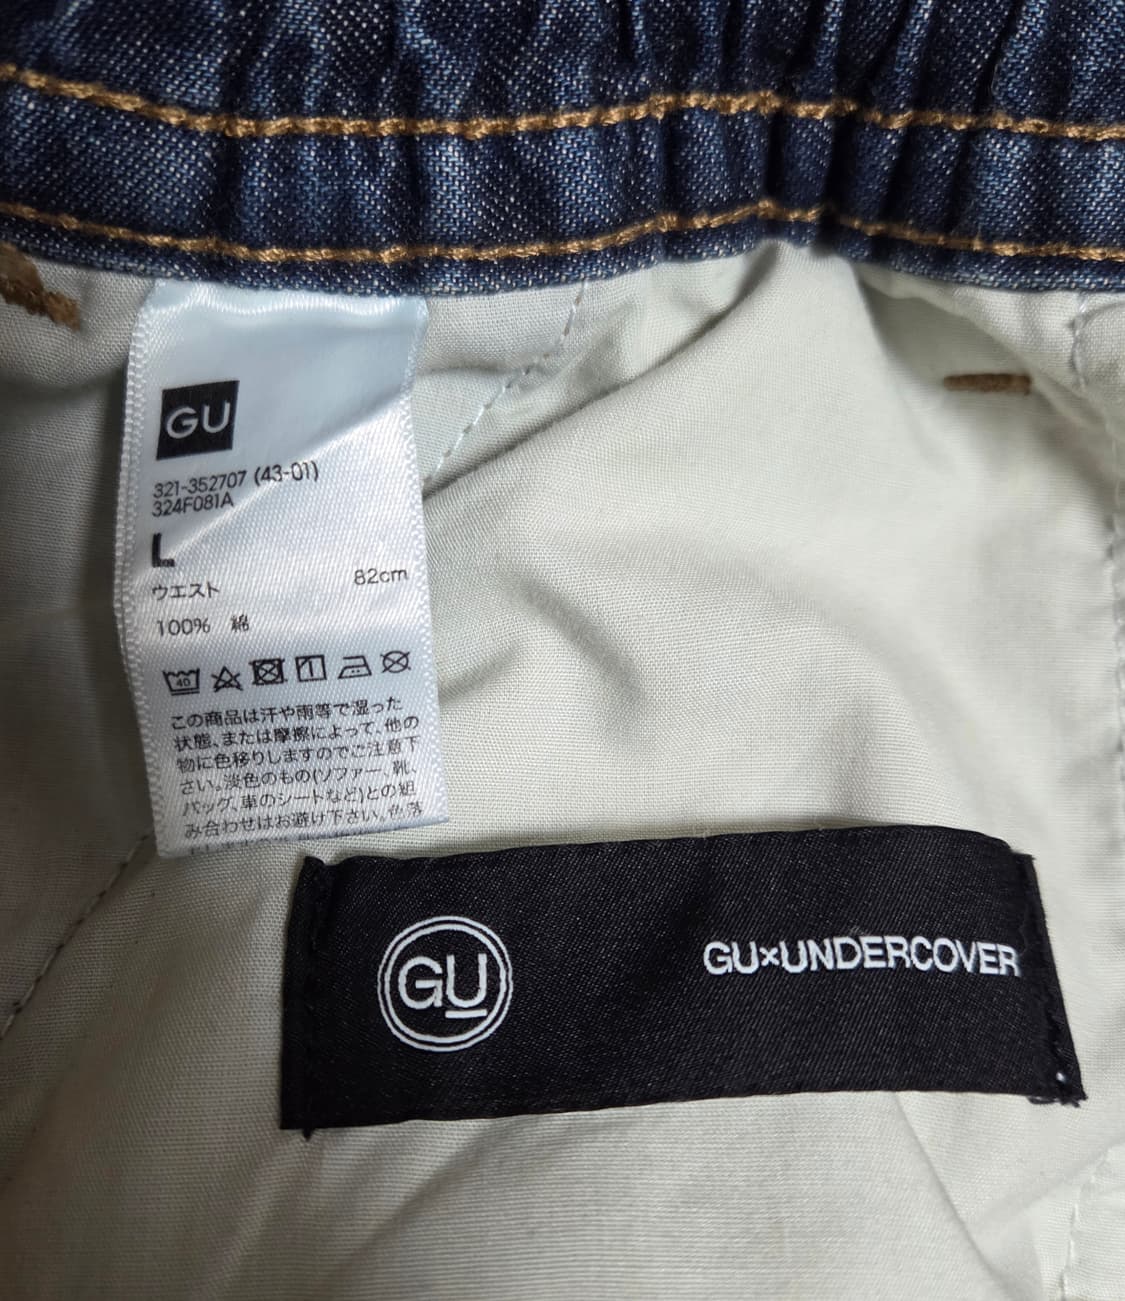 GU
321-352707 (43-01)
324F081A
L
ウエスト 82cm
100% 綿
40
この商品は汗や雨等で湿った
状態、または摩擦によって、他の
物に色移りしますのでご注意下
さい。淡色のもの(ソファー、靴、
バッグ、車のシートなど)との組
み合わせはお避け下さい。色落
GU
GU×UNDERCOVER